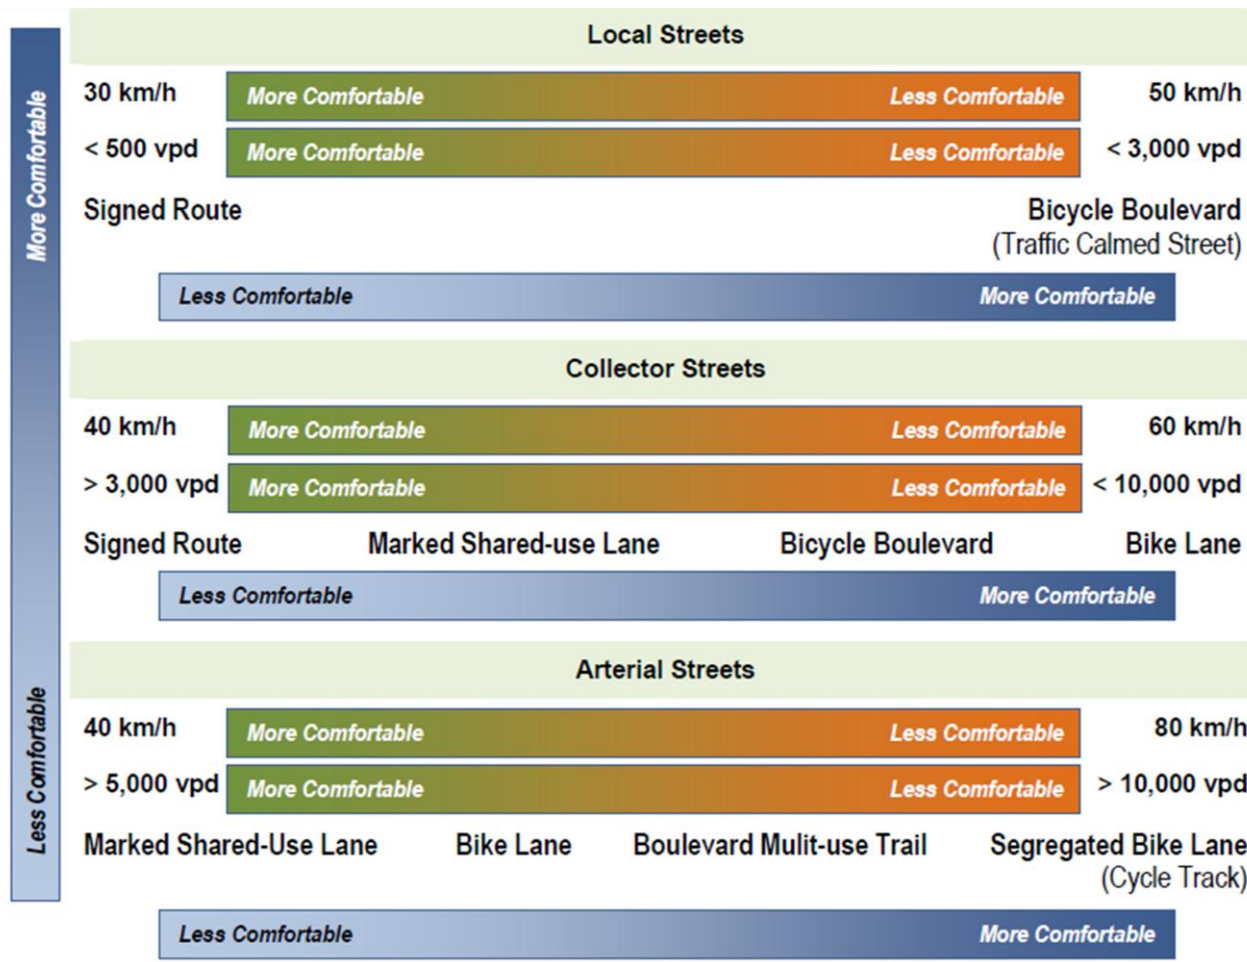 More Comfortable
Less Comfortable
Local Streets
30 km/h More Comfortable Less Comfortable 50 km/h
< 500 vpd More Comfortable Less Comfortable < 3,000 vpd
Signed Route Bicycle Boulevard
(Traffic Calmed Street)
Less Comfortable More Comfortable
Collector Streets
40 km/h More Comfortable Less Comfortable 60 km/h
> 3,000 vpd More Comfortable Less Comfortable < 10,000 vpd
Signed Route Marked Shared-use Lane Bicycle Boulevard Bike Lane
Less Comfortable More Comfortable
Arterial Streets
40 km/h More Comfortable Less Comfortable 80 km/h
> 5,000 vpd More Comfortable Less Comfortable > 10,000 vpd
Marked Shared-Use Lane Bike Lane Boulevard Mulit-use Trail Segregated Bike Lane
(Cycle Track)
Less Comfortable More Comfortable